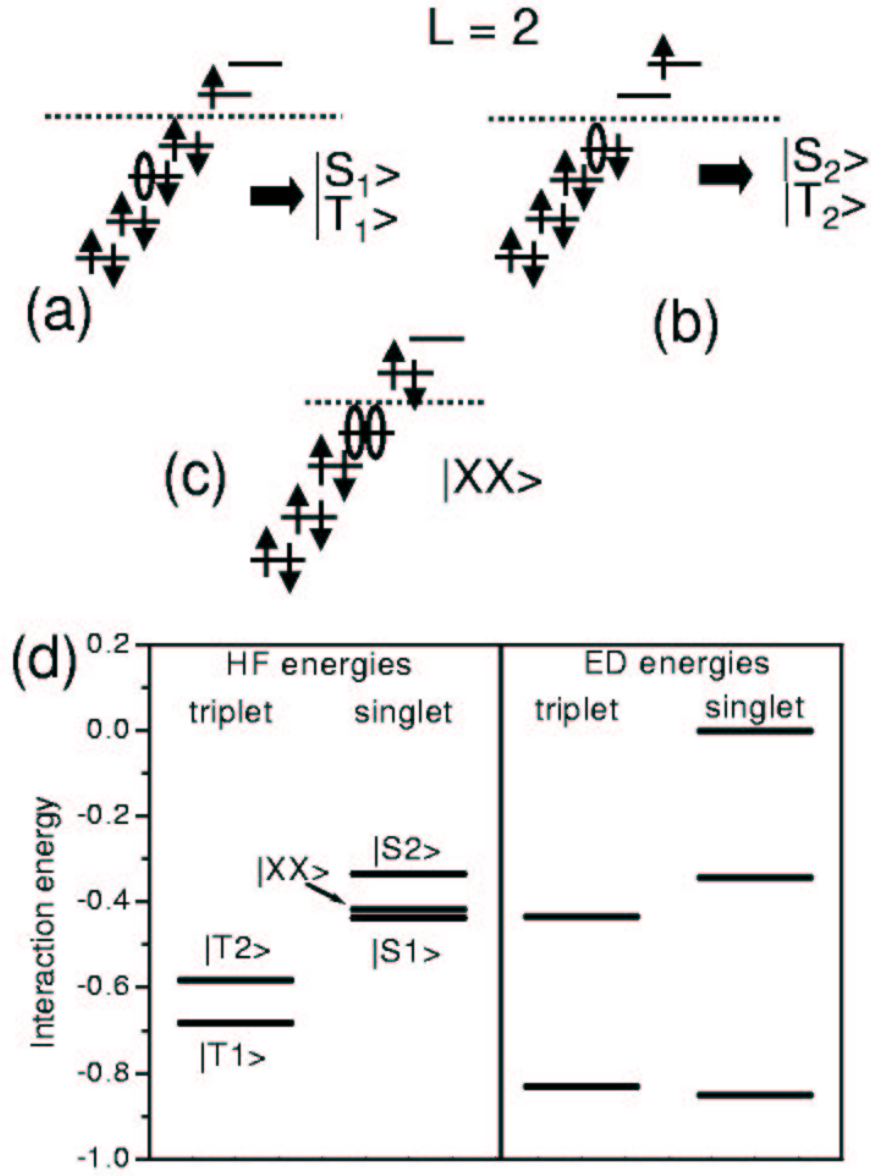 L = 2
|S1>
|T1>
(a)
|S2>
|T2>
(b)
(c)
|XX>
(d)
HF energies
ED energies
triplet
singlet
triplet
singlet
Interaction energy
0.2
0.0
-0.2
-0.4
-0.6
-0.8
-1.0
|S2>
|XX>
|S1>
|T2>
|T1>